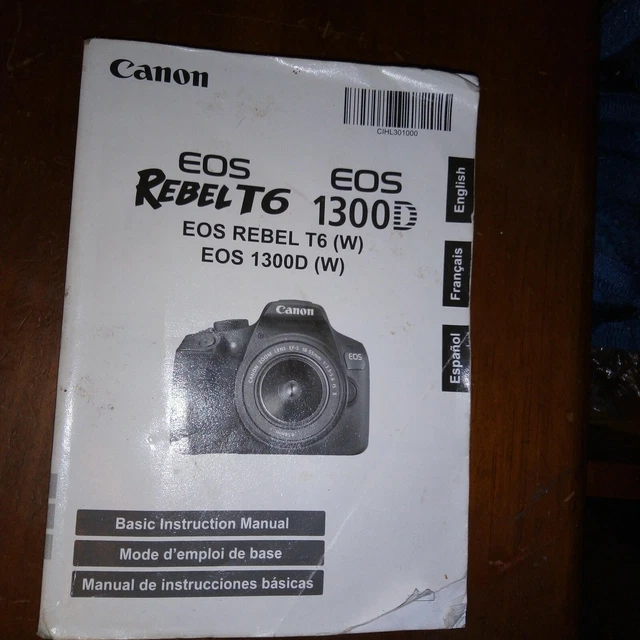 Canon
CIHL301000
EOS
REBEL T6
EOS
1300D
EOS REBEL T6 (W)
EOS 1300D (W)
English
Français
Español
Canon
EOS
Basic Instruction Manual
Mode d'emploi de base
Manual de instrucciones básicas